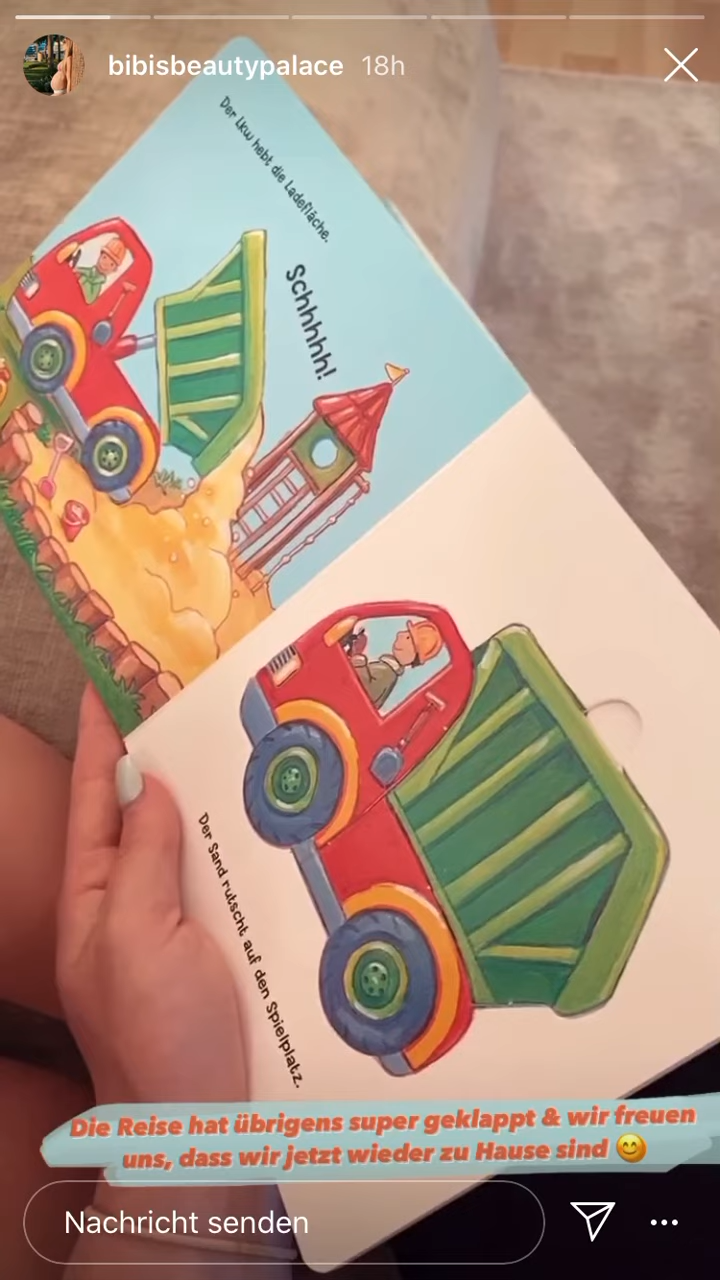 bibisbeautypalace 18h
Der Lkw hebt die Ladefläche.
Schhhhh!
Der Sand rutscht auf den Spielplatz.
Die Reise hat übrigens super geklappt & wir freuen
uns, dass wir jetzt wieder zu Hause sind 😊
Nachricht senden